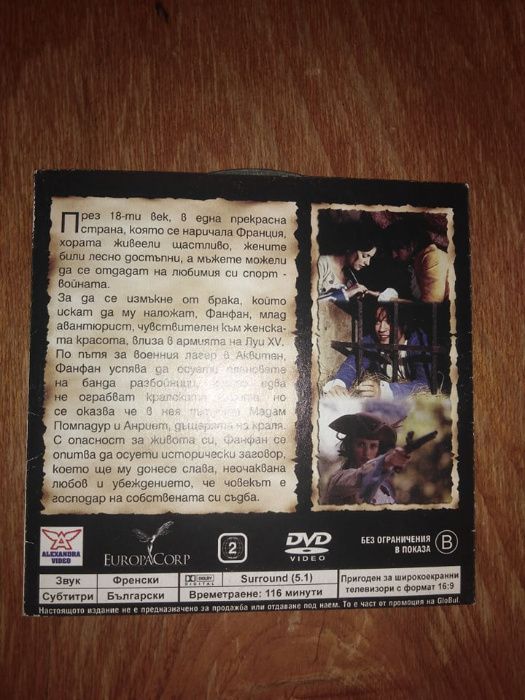 През 18-ти век, в една прекрасна
страна, която се наричала Франция,
хората живеели щастливо, жените
били лесно достъпни, а мъжете можели
да се отдадат на любимия си спорт -
войната.
За да се измъкне от брака, който
искат да му наложат, Фанфан, млад
авантюрист, чувствителен към женска-
та красота, влиза в армията на Луи XV.
По пътя за военния лагер в Аквитен,
Фанфан успява да осуети плановете
на банда разбойници, едва
не ограбват кралската но
се оказва че в нея Мадам
Помпадур и Анриет, дъщерята на краля.
С опасност за живота си, Фанфан се
опитва да осуети исторически заговор,
което ще му донесе слава, неочаквана
любов и убеждението, че човекът е
господар на собствената си съдба.
ALEXANDRA
VIDEO
EUROPACORP
2
DVD
VIDEO
БЕЗ ОГРАНИЧЕНИЯ
В ПОКАЗА
B
Звук Френски DOLBY DIGITAL Surround (5.1)
Субтитри Български Времетраене: 116 минути
Пригоден за широкоекранни
телевизори с формат 16:9
Настоящото издание не е предназначено за продажба или отдаване под наем. То е част от промоция на GloBul.